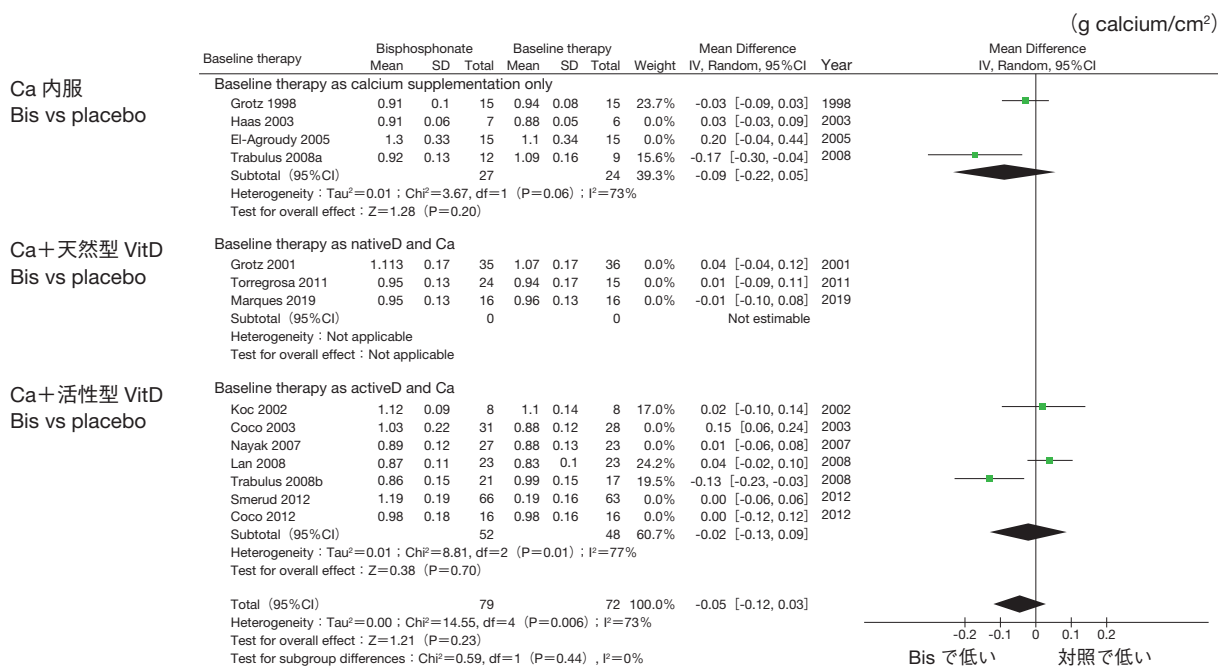 (g calcium/cm²)
Baseline therapy Bisphosphonate Baseline therapy Mean Difference Mean Difference
Mean SD Total Mean SD Total Weight IV, Random, 95%CI Year IV, Random, 95%CI
Ca 内服
Bis vs placebo
Baseline therapy as calcium supplementation only
Grotz 1998 0.91 0.1 15 0.94 0.08 15 23.7% -0.03 [-0.09, 0.03] 1998
Haas 2003 0.91 0.06 7 0.88 0.05 6 0.0% 0.03 [-0.03, 0.09] 2003
El-Agroudy 2005 1.3 0.33 15 1.1 0.34 15 0.0% 0.20 [-0.04, 0.44] 2005
Trabulus 2008a 0.92 0.13 12 1.09 0.16 9 15.6% -0.17 [-0.30, -0.04] 2008
Subtotal (95%CI) 27 24 39.3% -0.09 [-0.22, 0.05]
Heterogeneity:Tau²=0.01;Chi²=3.67, df=1 (P=0.06);I²=73%
Test for overall effect:Z=1.28 (P=0.20)
Ca+天然型 VitD
Bis vs placebo
Baseline therapy as nativeD and Ca
Grotz 2001 1.113 0.17 35 1.07 0.17 36 0.0% 0.04 [-0.04, 0.12] 2001
Torregrosa 2011 0.95 0.13 24 0.94 0.17 15 0.0% 0.01 [-0.09, 0.11] 2011
Marques 2019 0.95 0.13 16 0.96 0.13 16 0.0% -0.01 [-0.10, 0.08] 2019
Subtotal (95%CI) 0 0 Not estimable
Heterogeneity:Not applicable
Test for overall effect:Not applicable
Ca+活性型 VitD
Bis vs placebo
Baseline therapy as activeD and Ca
Koc 2002 1.12 0.09 8 1.1 0.14 8 17.0% 0.02 [-0.10, 0.14] 2002
Coco 2003 1.03 0.22 31 0.88 0.12 28 0.0% 0.15 [0.06, 0.24] 2003
Nayak 2007 0.89 0.12 27 0.88 0.13 23 0.0% 0.01 [-0.06, 0.08] 2007
Lan 2008 0.87 0.11 23 0.83 0.1 23 24.2% 0.04 [-0.02, 0.10] 2008
Trabulus 2008b 0.86 0.15 21 0.99 0.15 17 19.5% -0.13 [-0.23, -0.03] 2008
Smerud 2012 1.19 0.19 66 0.19 0.16 63 0.0% 0.00 [-0.06, 0.06] 2012
Coco 2012 0.98 0.18 16 0.98 0.16 16 0.0% 0.00 [-0.12, 0.12] 2012
Subtotal (95%CI) 52 48 60.7% -0.02 [-0.13, 0.09]
Heterogeneity:Tau²=0.01;Chi²=8.81, df=2 (P=0.01);I²=77%
Test for overall effect:Z=0.38 (P=0.70)
Total (95%CI) 79 72 100.0% -0.05 [-0.12, 0.03]
Heterogeneity:Tau²=0.00;Chi²=14.55, df=4 (P=0.006);I²=73%
Test for overall effect:Z=1.21 (P=0.23)
Test for subgroup differences:Chi²=0.59, df=1 (P=0.44), I²=0%
-0.2 -0.1 0 0.1 0.2
Bis で低い 対照で低い